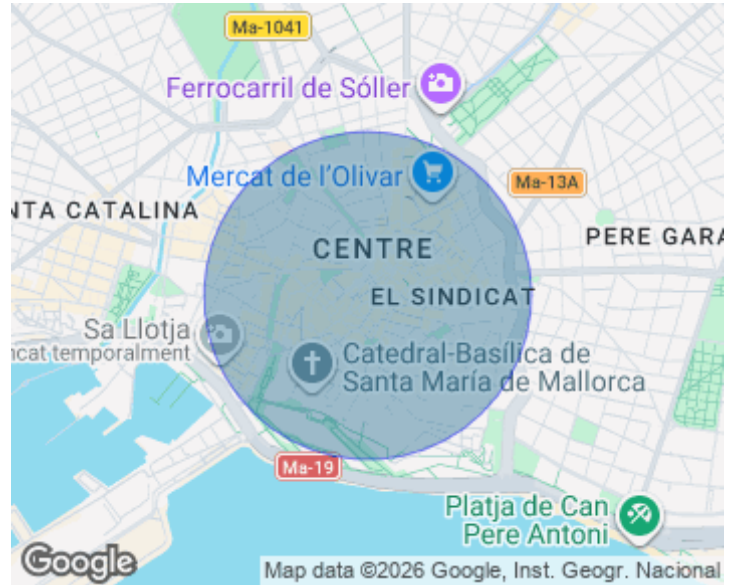 Ma-1041
Ferrocarril de Sóller
Mercat de l'Olivar
Ma-13A
NTA CATALINA
CENTRE
PERE GARA
EL SINDICAT
Sa Llotja
ncat temporalment
Catedral-Basílica de
Santa María de Mallorca
Ma-19
Platja de Can
Pere Antoni
Google
Map data ©2026 Google, Inst. Geogr. Nacional